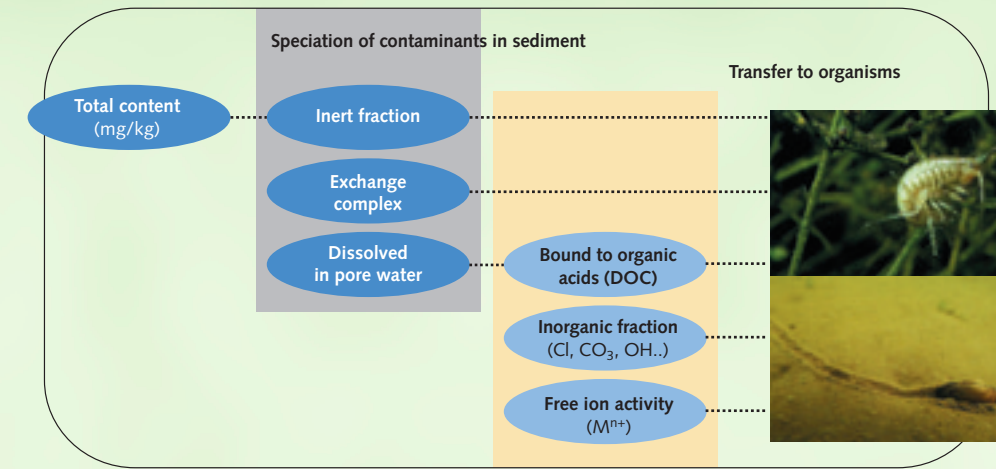 Speciation of contaminants in sediment
Transfer to organisms
Total content
(mg/kg)
Inert fraction
Exchange
complex
Dissolved
in pore water
Bound to organic
acids (DOC)
Inorganic fraction
(Cl, CO₃, OH..)
Free ion activity
(Mⁿ⁺)